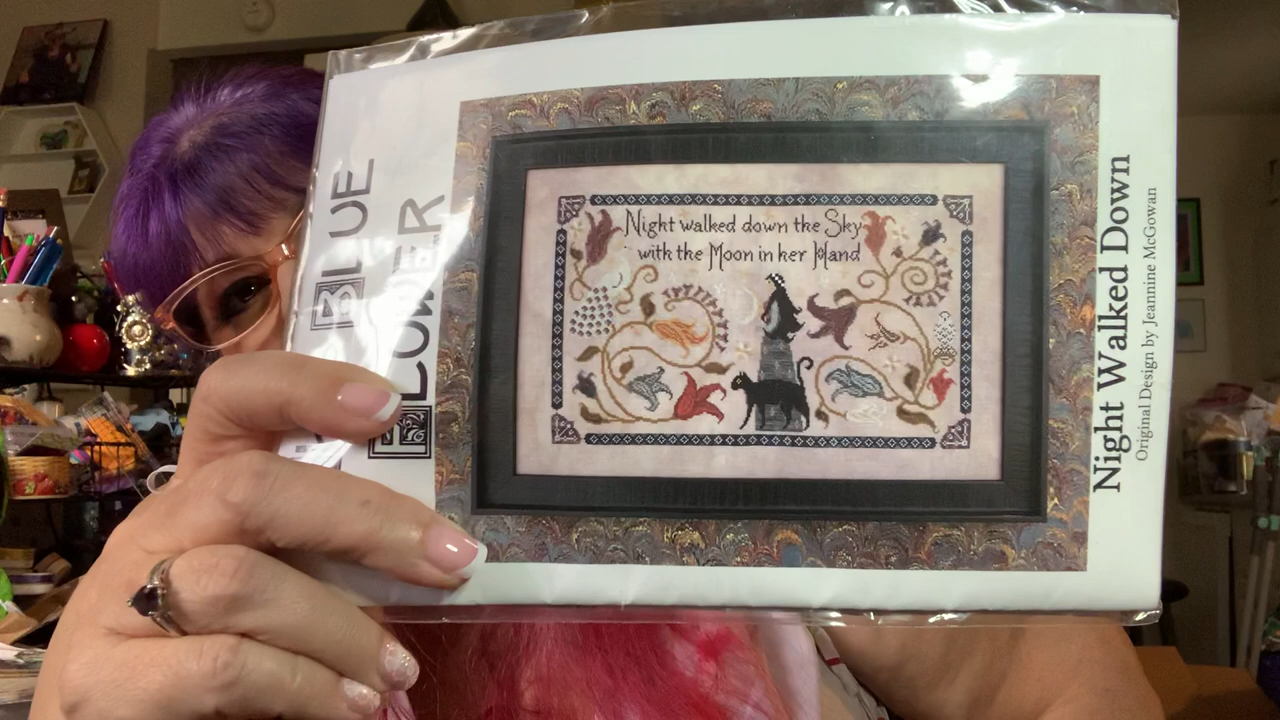 BLUE
FLOWER
Night walked down the Sky
with the Moon in her Hand
Night Walked Down
Original Design by Jeannine McGowan